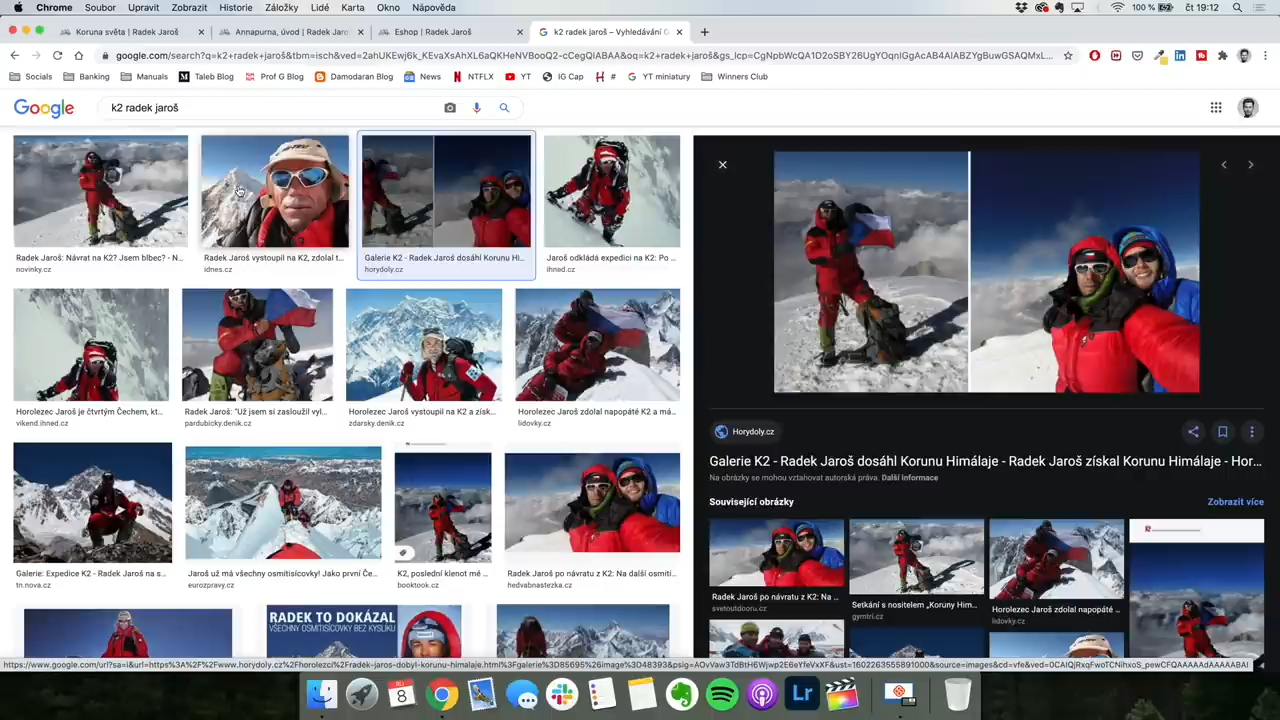 Chrome Soubor Upravit Zobrazit Historie Záložky Lidé Karta Okno Nápověda 100 % čt 19:12
Koruna světa | Radek Jaroš Annapurna, úvod | Radek Jaro Eshop | Radek Jaroš k2 radek jaroš – Vyhledávání G
Socials Banking Manuals Taleb Blog Prof G Blog Damodaran Blog News NTFLX YT IG Cap # YT miniatury Winners Club
Google k2 radek jaroš
Radek Jaroš: Návrat na K2? Jsem blbec? - N...
novinky.cz
Radek Jaroš vystoupil na K2, zdolal t...
idnes.cz
Galerie K2 - Radek Jaroš dosáhl Korunu Hi...
horydoly.cz
Jaroš odkládá expedici na K2: Po ...
ihned.cz
Horolezec Jaroš je čtvrtým Čechem, kt...
vikend.ihned.cz
Radek Jaroš: "Už jsem si zasloužil vyl...
pardubicky.denik.cz
Horolezec Jaroš vystoupil na K2 a získ...
zdarsky.denik.cz
Horolezec Jaroš zdolal napopáté K2 a má...
lidovky.cz
Galerie: Expedice K2 - Radek Jaroš na s...
tn.nova.cz
Jaroš už má všechny osmitisícovky! Jako první Če...
eurozpravy.cz
K2, poslední klenot mé ...
booktook.cz
Radek Jaroš po návratu z K2: Na další osmiti...
hedvabnastezka.cz
RADEK TO DOKÁZAL
VŠECHNY OSMITISÍCOVKY BEZ KYSLÍKU
Horydoly.cz
Galerie K2 - Radek Jaroš dosáhl Korunu Himálaje - Radek Jaroš získal Korunu Himálaje - Hor...
Na obrázky se mohou vztahovat autorská práva. Další informace
Související obrázky Zobrazit více
Radek Jaroš po návratu z K2: Na ...
svetoutdooru.cz
Setkání s nositelem „Koruny Him...
gymtri.cz
Horolezec Jaroš zdolal napopáté ...
lidovky.cz
8
Lr